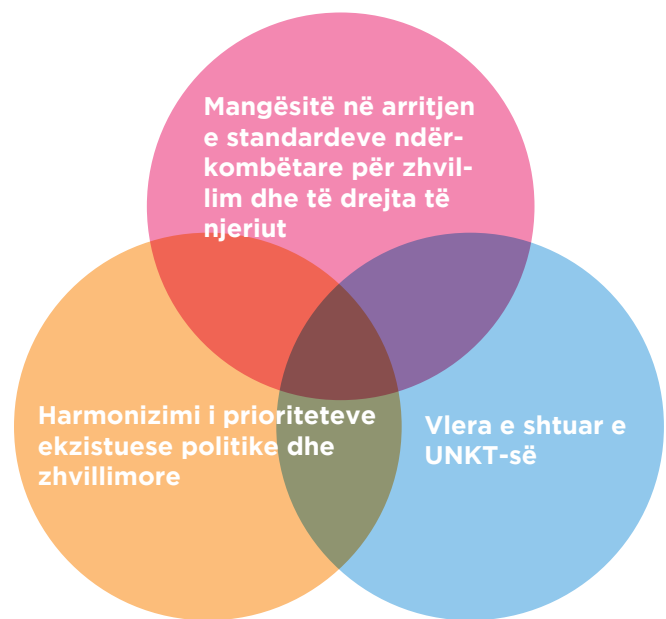 Mangësitë në arritjen
e standardeve ndër-
kombëtare për zhvil-
lim dhe të drejta të
njeriut
Harmonizimi i prioriteteve
ekzistuese politike dhe
zhvillimore
Vlera e shtuar e
UNKT-së